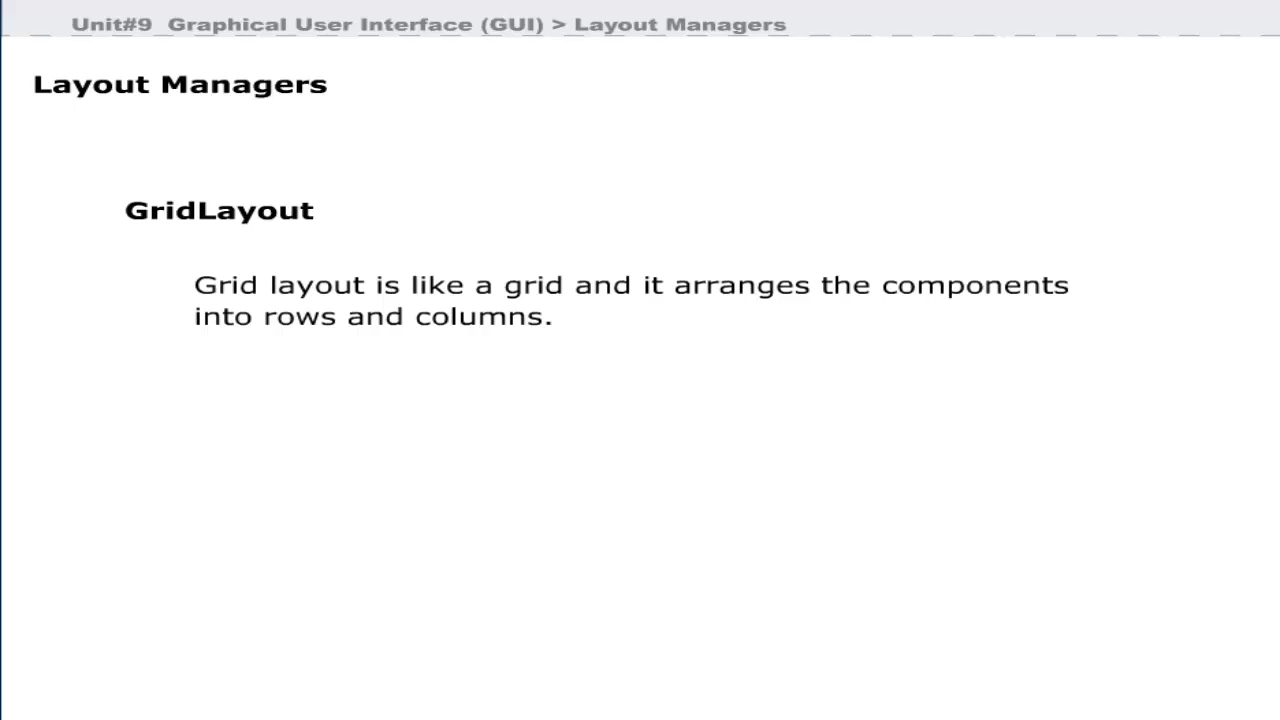 Unit#9 Graphical User Interface (GUI) > Layout Managers
Layout Managers
GridLayout
Grid layout is like a grid and it arranges the components
into rows and columns.